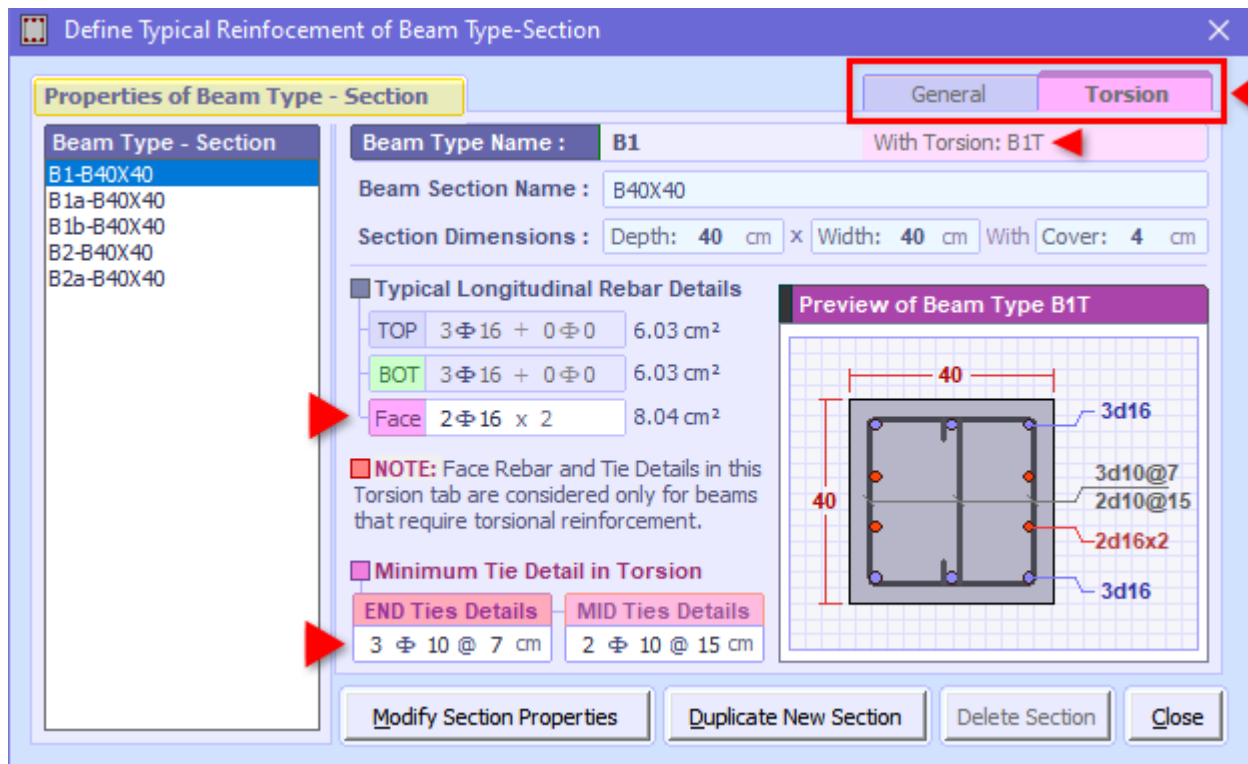 Define Typical Reinfocement of Beam Type-Section
Properties of Beam Type - Section
General
Torsion
Beam Type - Section
B1-B40X40
B1a-B40X40
B1b-B40X40
B2-B40X40
B2a-B40X40
Beam Type Name : B1 With Torsion: B1T
Beam Section Name : B40X40
Section Dimensions : Depth: 40 cm x Width: 40 cm With Cover: 4 cm
Typical Longitudinal Rebar Details
TOP 3Φ16 + 0Φ0 6.03 cm²
BOT 3Φ16 + 0Φ0 6.03 cm²
Face 2Φ16 x 2 8.04 cm²
NOTE: Face Rebar and Tie Details in this
Torsion tab are considered only for beams
that require torsional reinforcement.
Minimum Tie Detail in Torsion
END Ties Details MID Ties Details
3 Φ 10 @ 7 cm 2 Φ 10 @ 15 cm
Preview of Beam Type B1T
40
3d16
3d10@7
40
2d10@15
2d16x2
3d16
Modify Section Properties Duplicate New Section Delete Section Close